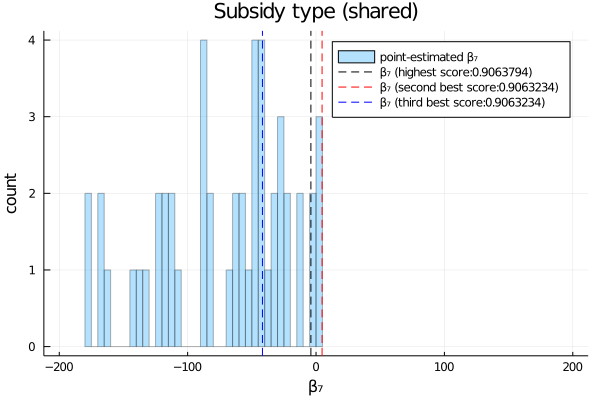 Subsidy type (shared)
point-estimated β₇
β₇ (highest score:0.9063794)
β₇ (second best score:0.9063234)
β₇ (third best score:0.9063234)
count
4
3
2
1
0
−200
−100
0
100
200
β₇